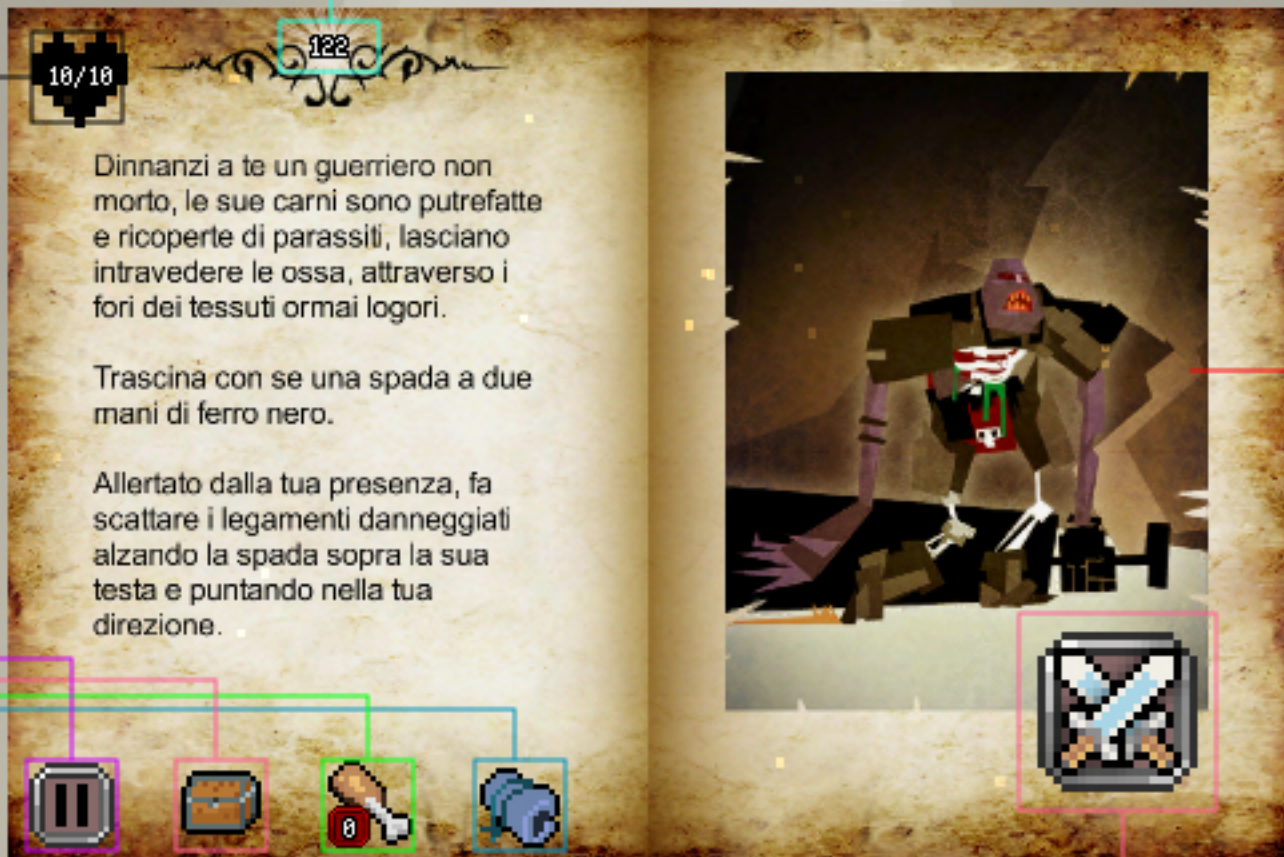 122
10/10
Dinnanzi a te un guerriero non
morto, le sue carni sono putrefatte
e ricoperte di parassiti, lasciano
intravedere le ossa, attraverso i
fori dei tessuti ormai logori.
Trascina con se una spada a due
mani di ferro nero.
Allertato dalla tua presenza, fa
scattare i legamenti danneggiati
alzando la spada sopra la sua
testa e puntando nella tua
direzione.
0